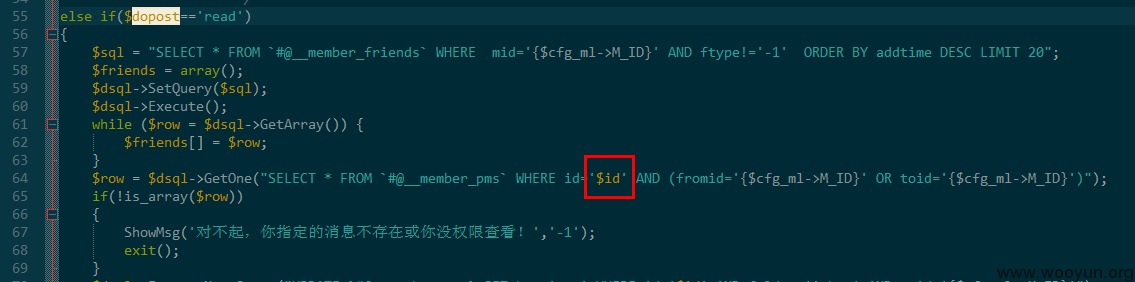 55 else if($dopost=='read')
56 {
57 $sql = "SELECT * FROM `#@__member_friends` WHERE  mid='{$cfg_ml->M_ID}' AND ftype!='-1'  ORDER BY addtime DESC LIMIT 20";
58 $friends = array();
59 $dsql->SetQuery($sql);
60 $dsql->Execute();
61 while ($row = $dsql->GetArray()) {
62 $friends[] = $row;
63 }
64 $row = $dsql->GetOne("SELECT * FROM `#@__member_pms` WHERE id='$id' AND (fromid='{$cfg_ml->M_ID}' OR toid='{$cfg_ml->M_ID}')");
65 if(!is_array($row))
66 {
67 ShowMsg('对不起，你指定的消息不存在或你没权限查看！','-1');
68 exit();
69 }
www.wooyun.org